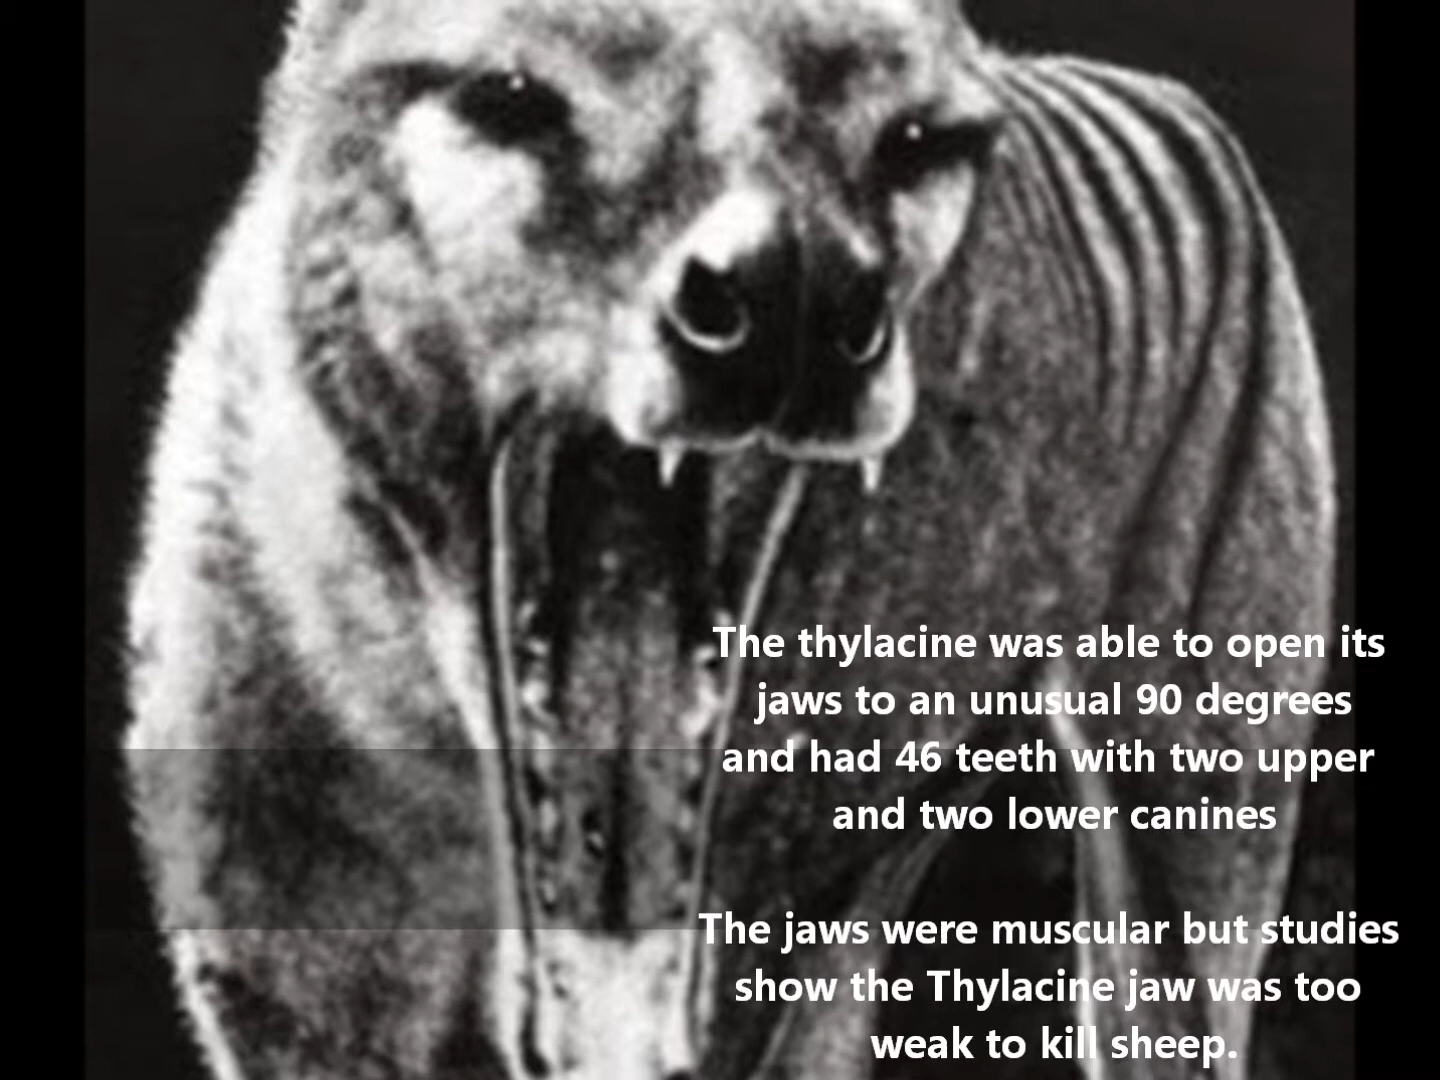 The thylacine was able to open its
jaws to an unusual 90 degrees
and had 46 teeth with two upper
and two lower canines
The jaws were muscular but studies
show the Thylacine jaw was too
weak to kill sheep.